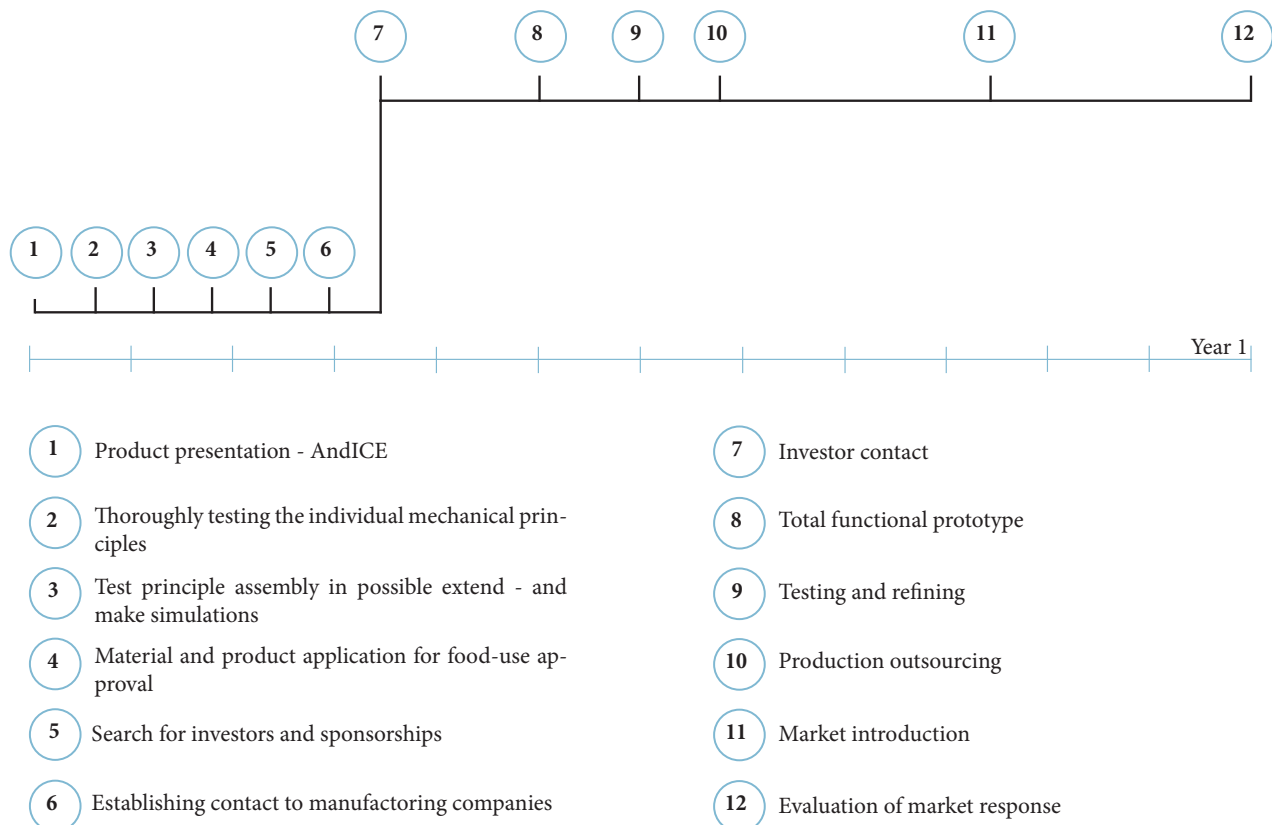 7
8
9
10
11
12
1
2
3
4
5
6
Year 1
1
Product presentation - AndICE
2
Thoroughly testing the individual mechanical prin-
ciples
3
Test principle assembly in possible extend - and
make simulations
4
Material and product application for food-use ap-
proval
5
Search for investors and sponsorships
6
Establishing contact to manufactoring companies
7
Investor contact
8
Total functional prototype
9
Testing and refining
10
Production outsourcing
11
Market introduction
12
Evaluation of market response